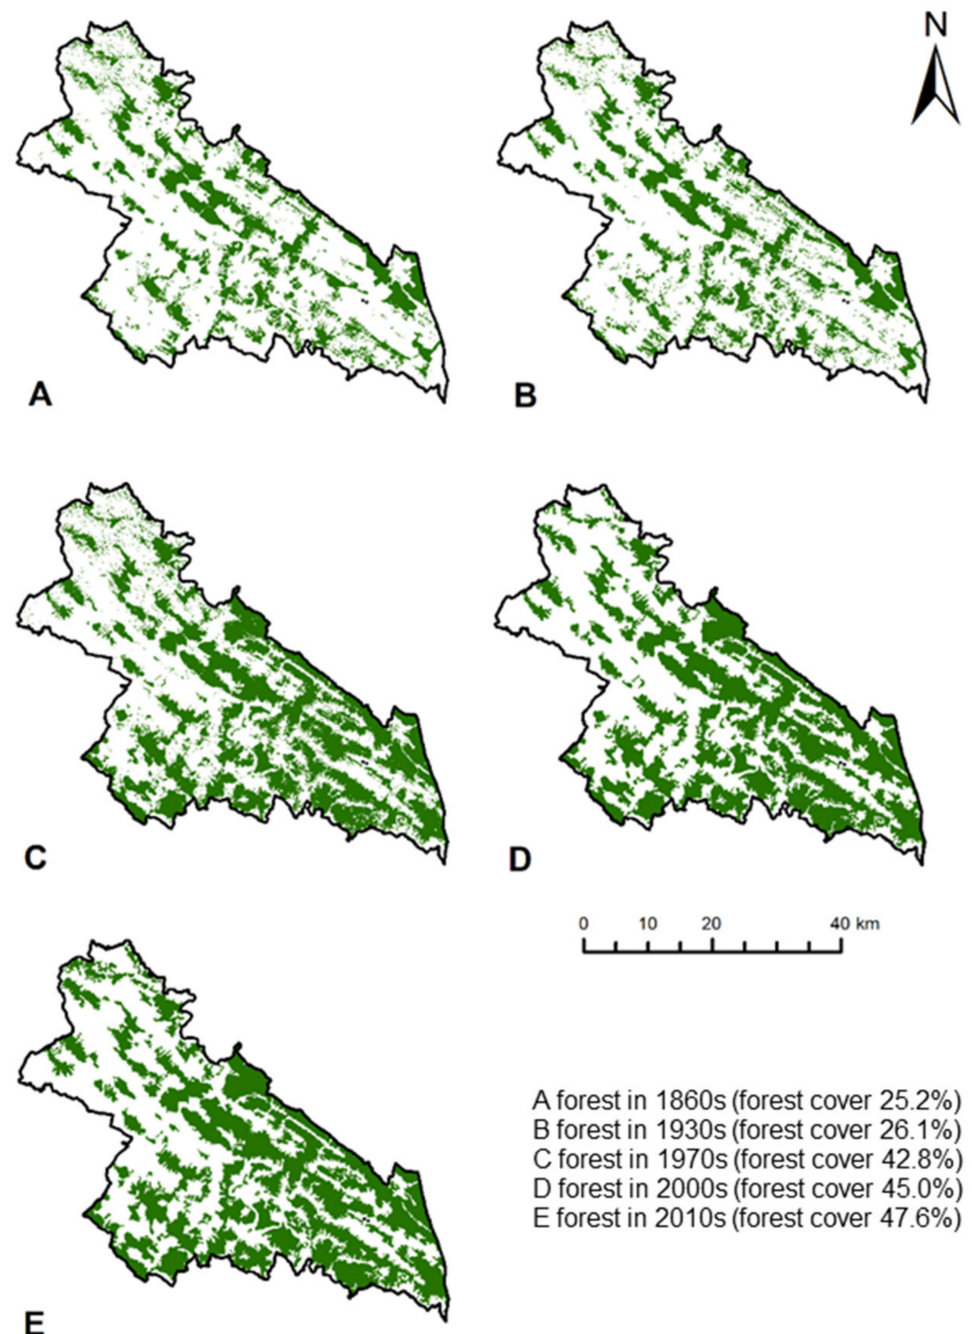 N
A
B
C
D
0 10 20 40 km
A forest in 1860s (forest cover 25.2%)
B forest in 1930s (forest cover 26.1%)
C forest in 1970s (forest cover 42.8%)
D forest in 2000s (forest cover 45.0%)
E forest in 2010s (forest cover 47.6%)
E